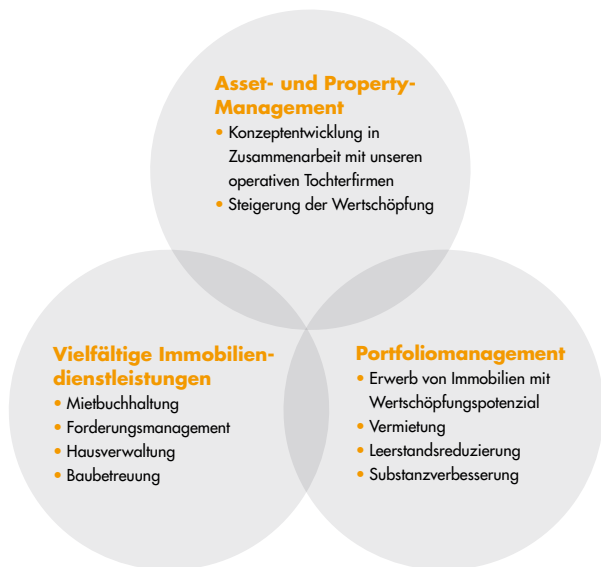 Asset- und Property-
Management
• Konzeptentwicklung in
Zusammenarbeit mit unseren
operativen Tochterfirmen
• Steigerung der Wertschöpfung
Vielfältige Immobilien-
dienstleistungen
• Mietbuchhaltung
• Forderungsmanagement
• Hausverwaltung
• Baubetreuung
Portfoliomanagement
• Erwerb von Immobilien mit
Wertschöpfungspotenzial
• Vermietung
• Leerstandsreduzierung
• Substanzverbesserung